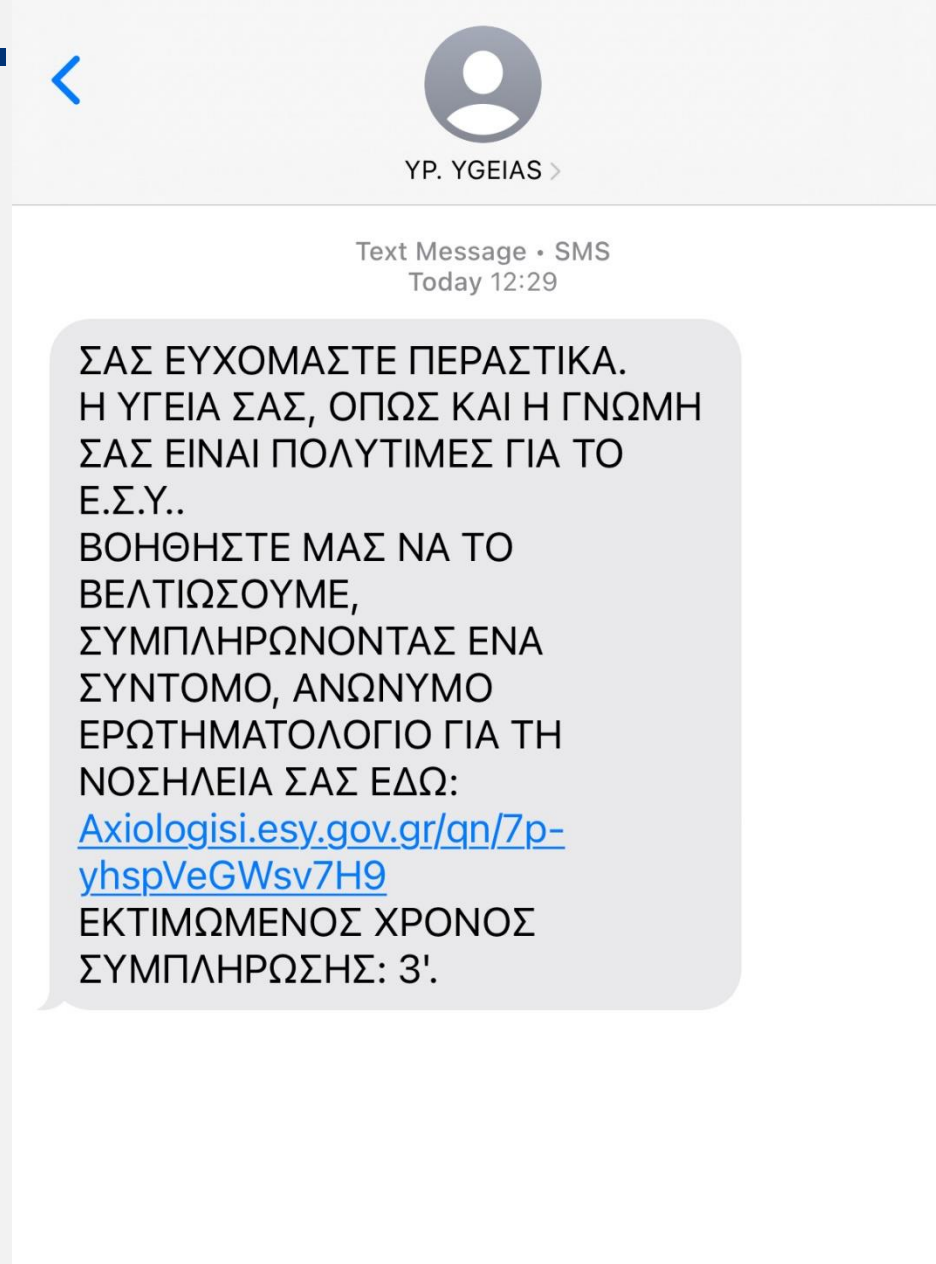 YP. YGEIAS
Text Message • SMS
Today 12:29
ΣΑΣ ΕΥΧΟΜΑΣΤΕ ΠΕΡΑΣΤΙΚΑ.
Η ΥΓΕΙΑ ΣΑΣ, ΟΠΩΣ ΚΑΙ Η ΓΝΩΜΗ
ΣΑΣ ΕΙΝΑΙ ΠΟΛΥΤΙΜΕΣ ΓΙΑ ΤΟ
Ε.Σ.Υ..
ΒΟΗΘΗΣΤΕ ΜΑΣ ΝΑ ΤΟ
ΒΕΛΤΙΩΣΟΥΜΕ,
ΣΥΜΠΛΗΡΩΝΟΝΤΑΣ ΕΝΑ
ΣΥΝΤΟΜΟ, ΑΝΩΝΥΜΟ
ΕΡΩΤΗΜΑΤΟΛΟΓΙΟ ΓΙΑ ΤΗ
ΝΟΣΗΛΕΙΑ ΣΑΣ ΕΔΩ:
Axiologisi.esy.gov.gr/qn/7p-
yhspVeGWsv7H9
ΕΚΤΙΜΩΜΕΝΟΣ ΧΡΟΝΟΣ
ΣΥΜΠΛΗΡΩΣΗΣ: 3'.